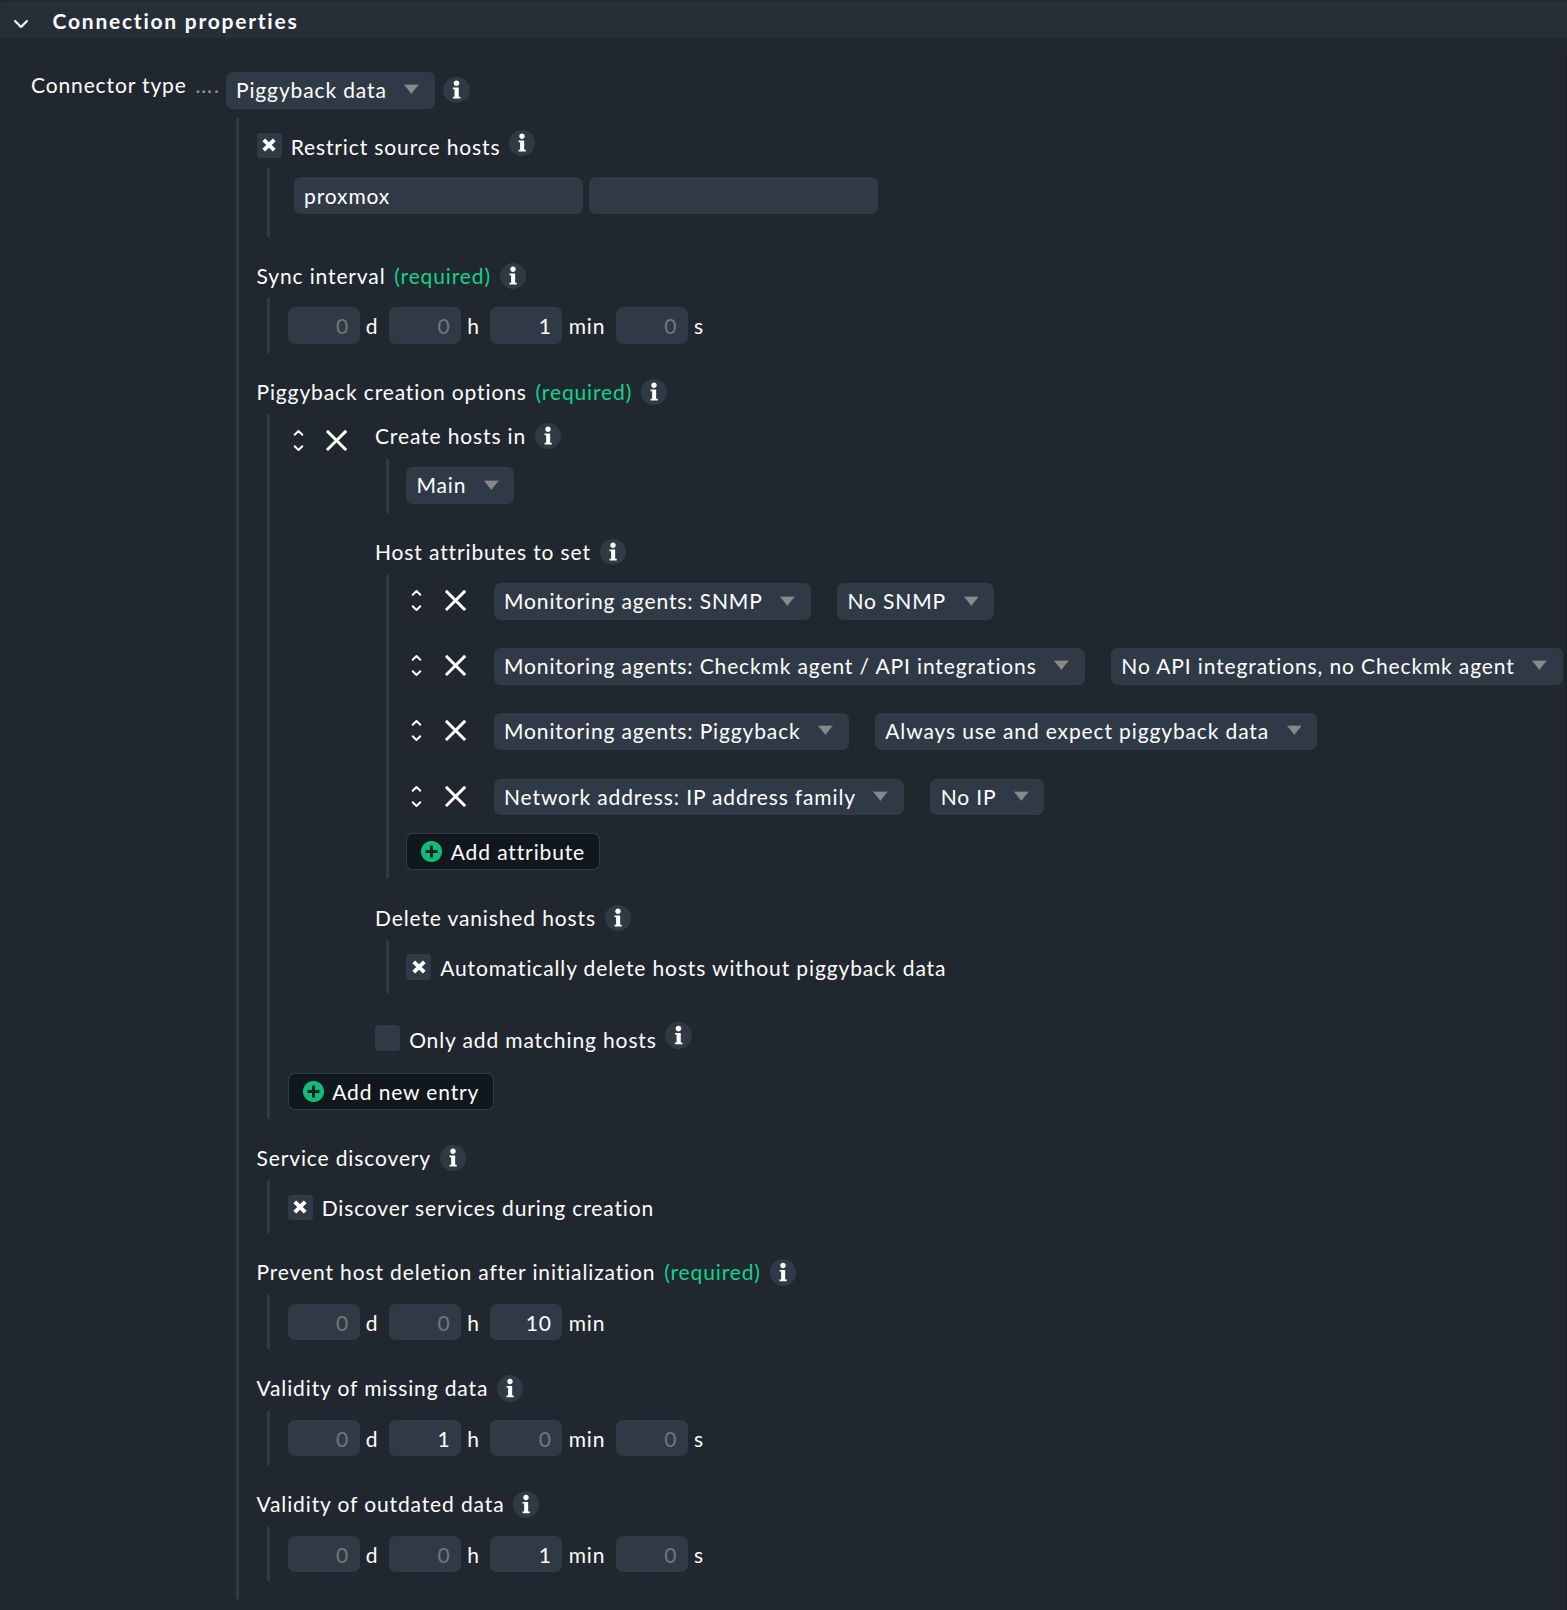 Connection properties
Connector type .... Piggyback data
Restrict source hosts
proxmox
Sync interval (required)
0 d 0 h 1 min 0 s
Piggyback creation options (required)
Create hosts in
Main
Host attributes to set
Monitoring agents: SNMP No SNMP
Monitoring agents: Checkmk agent / API integrations No API integrations, no Checkmk agent
Monitoring agents: Piggyback Always use and expect piggyback data
Network address: IP address family No IP
Add attribute
Delete vanished hosts
Automatically delete hosts without piggyback data
Only add matching hosts
Add new entry
Service discovery
Discover services during creation
Prevent host deletion after initialization (required)
0 d 0 h 10 min
Validity of missing data
0 d 1 h 0 min 0 s
Validity of outdated data
0 d 0 h 1 min 0 s